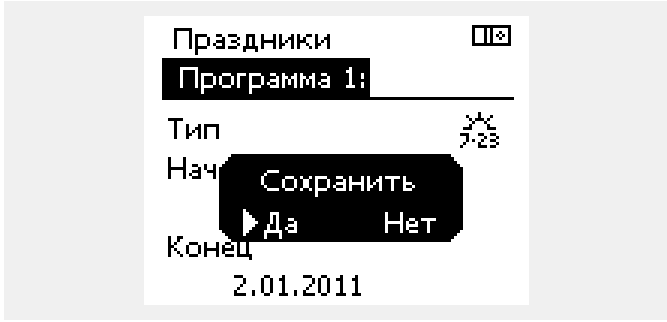 Праздники
Программа 1:
Тип
7-23
Нач
Сохранить
Да Нет
Конец
2.01.2011